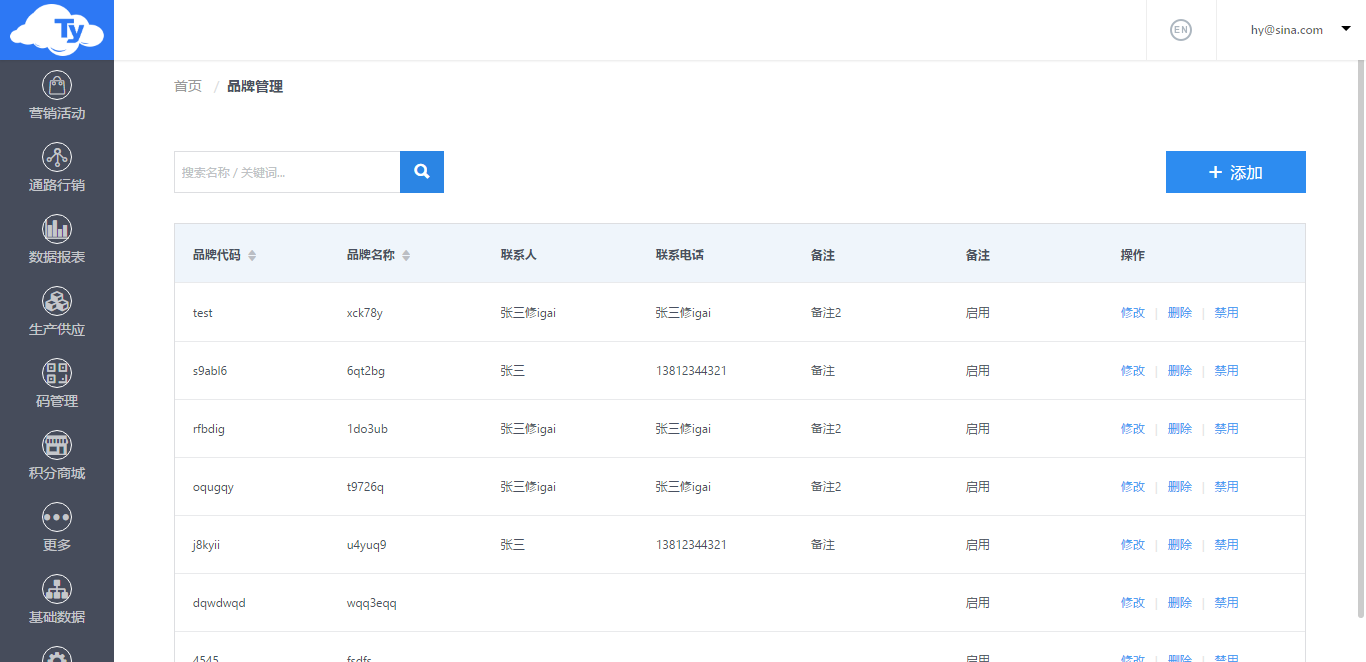 Ty
EN
hy@sina.com
营销活动
通路行销
数据报表
生产供应
码管理
积分商城
更多
基础数据
首页 / 品牌管理
搜索名称 / 关键词...
+ 添加
品牌代码 品牌名称 联系人 联系电话 备注 备注 操作
test xck78y 张三修igai 张三修igai 备注2 启用 修改 | 删除 | 禁用
s9abl6 6qt2bg 张三 13812344321 备注 启用 修改 | 删除 | 禁用
rfbdig 1do3ub 张三修igai 张三修igai 备注2 启用 修改 | 删除 | 禁用
oqugqy t9726q 张三修igai 张三修igai 备注2 启用 修改 | 删除 | 禁用
j8kyii u4yuq9 张三 13812344321 备注 启用 修改 | 删除 | 禁用
dqwdwqd wqq3eqq 启用 修改 | 删除 | 禁用
4545 fsdfs 启用 修改 | 删除 | 禁用